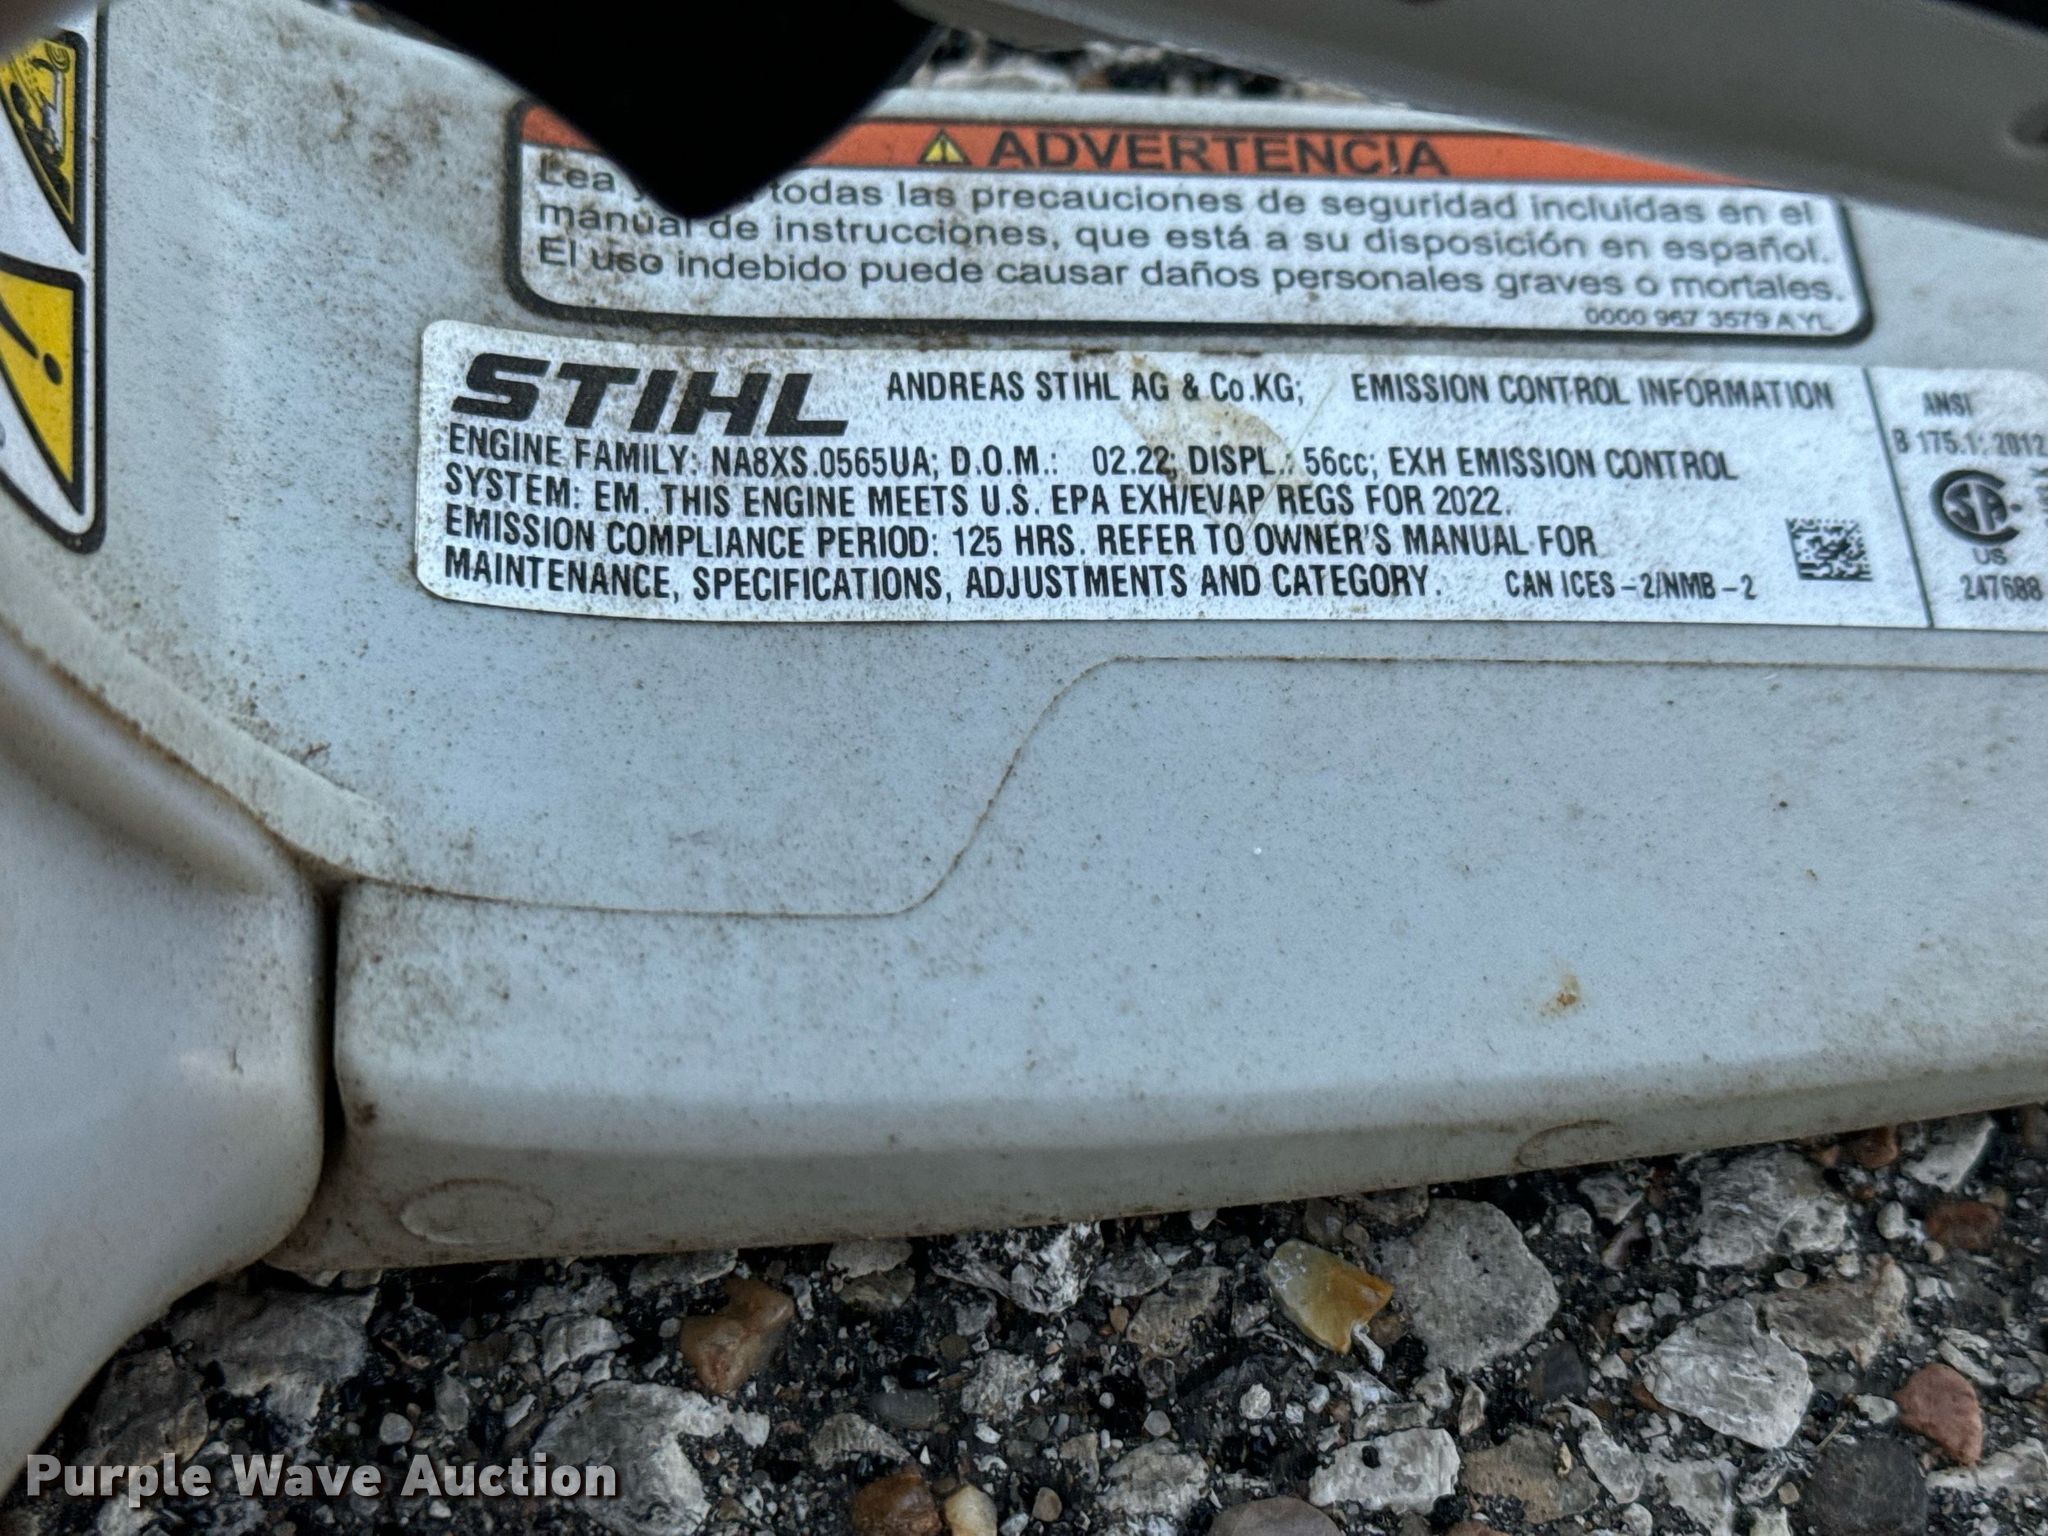 ADVERTENCIA
Lea todas las precauciones de seguridad incluidas en el
manual de instrucciones, que está a su disposición en español.
El uso indebido puede causar daños personales graves o mortales.
0000 967 3579 A YL
STIHL ANDREAS STIHL AG & Co.KG; EMISSION CONTROL INFORMATION
ENGINE FAMILY: NA8XS.0565UA; D.O.M.: 02.22; DISPL.: 56cc; EXH EMISSION CONTROL
SYSTEM: EM. THIS ENGINE MEETS U.S. EPA EXH/EVAP REGS FOR 2022.
EMISSION COMPLIANCE PERIOD: 125 HRS. REFER TO OWNER'S MANUAL FOR
MAINTENANCE, SPECIFICATIONS, ADJUSTMENTS AND CATEGORY. CAN ICES-2/NMB-2
ANSI
B 175.1: 2012
SA
US
247688
Purple Wave Auction